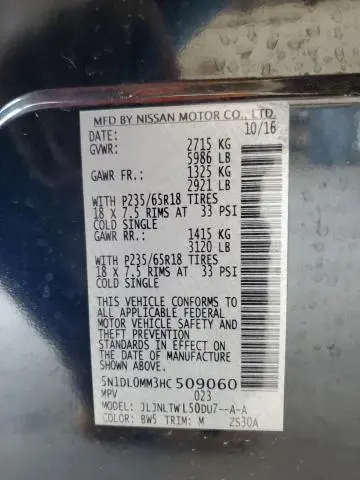 MFD BY NISSAN MOTOR CO., LTD.
DATE: 10/16
GVWR: 2715 KG
5986 LB
GAWR FR.: 1325 KG
2921 LB
WITH P235/65R18 TIRES
18 X 7.5 RIMS AT 33 PSI
COLD SINGLE
GAWR RR.: 1415 KG
3120 LB
WITH P235/65R18 TIRES
18 X 7.5 RIMS AT 33 PSI
COLD SINGLE
THIS VEHICLE CONFORMS TO
ALL APPLICABLE FEDERAL
MOTOR VEHICLE SAFETY
AND THEFT PREVENTION
STANDARDS IN EFFECT ON
THE DATE OF MANUFACTURE
SHOWN ABOVE.
5N1DL0MM3HC509060
MPV 023
MODEL: JLJNLTWL50DU7--A-A
COLOR: BW5 TRIM: M 2S30A